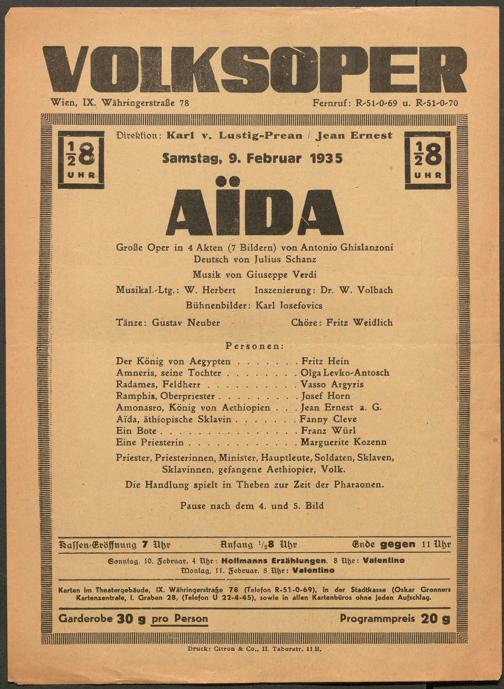 VOLKSOPER
Wien, IX. Währingerstraße 78 Fernruf: R-51-0-69 u. R-51-0-70
Direktion: Karl v. Lustig-Prean / Jean Ernest
½8 UHR Samstag, 9. Februar 1935 ½8 UHR
AÏDA
Große Oper in 4 Akten (7 Bildern) von Antonio Ghislanzoni
Deutsch von Julius Schanz
Musik von Giuseppe Verdi
Musikal.-Ltg.: W. Herbert Inszenierung: Dr. W. Volbach
Bühnenbilder: Karl Josefovics
Tänze: Gustav Neuber Chöre: Fritz Weidlich
Personen:
Der König von Aegypten . . . . . . . Fritz Hein
Amneris, seine Tochter . . . . . . . . Olga Levko-Antosch
Radames, Feldherr . . . . . . . . . . Vasso Argyris
Ramphis, Oberpriester . . . . . . . . . Josef Horn
Amonasro, König von Aethiopien . . . Jean Ernest a. G.
Aïda, äthiopische Sklavin . . . . . . . Fanny Cleve
Ein Bote . . . . . . . . . . . . . . Franz Würl
Eine Priesterin . . . . . . . . . . . . Marguerite Kozenn
Priester, Priesterinnen, Minister, Hauptleute, Soldaten, Sklaven,
Sklavinnen, gefangene Aethiopier, Volk.
Die Handlung spielt in Theben zur Zeit der Pharaonen.
Pause nach dem 4. und 5. Bild
Kassen-Eröffnung 7 Uhr Anfang ½8 Uhr Ende gegen 11 Uhr
Sonntag, 10. Februar. 4 Uhr: Hoffmanns Erzählungen. 8 Uhr: Valentino
Montag, 11. Februar. 8 Uhr: Valentino
Karten im Theatergebäude, IX. Währingerstraße 78 (Telefon R-51-0-69), in der Stadtkasse (Oskar Gronners
Kartenzentrale, I. Graben 28, (Telefon U 22-4-45), sowie in allen Kartenbüros ohne jeden Aufschlag.
Garderobe 30 g pro Person Programmpreis 20 g
Druck: Citron & Co., II. Taborstr.